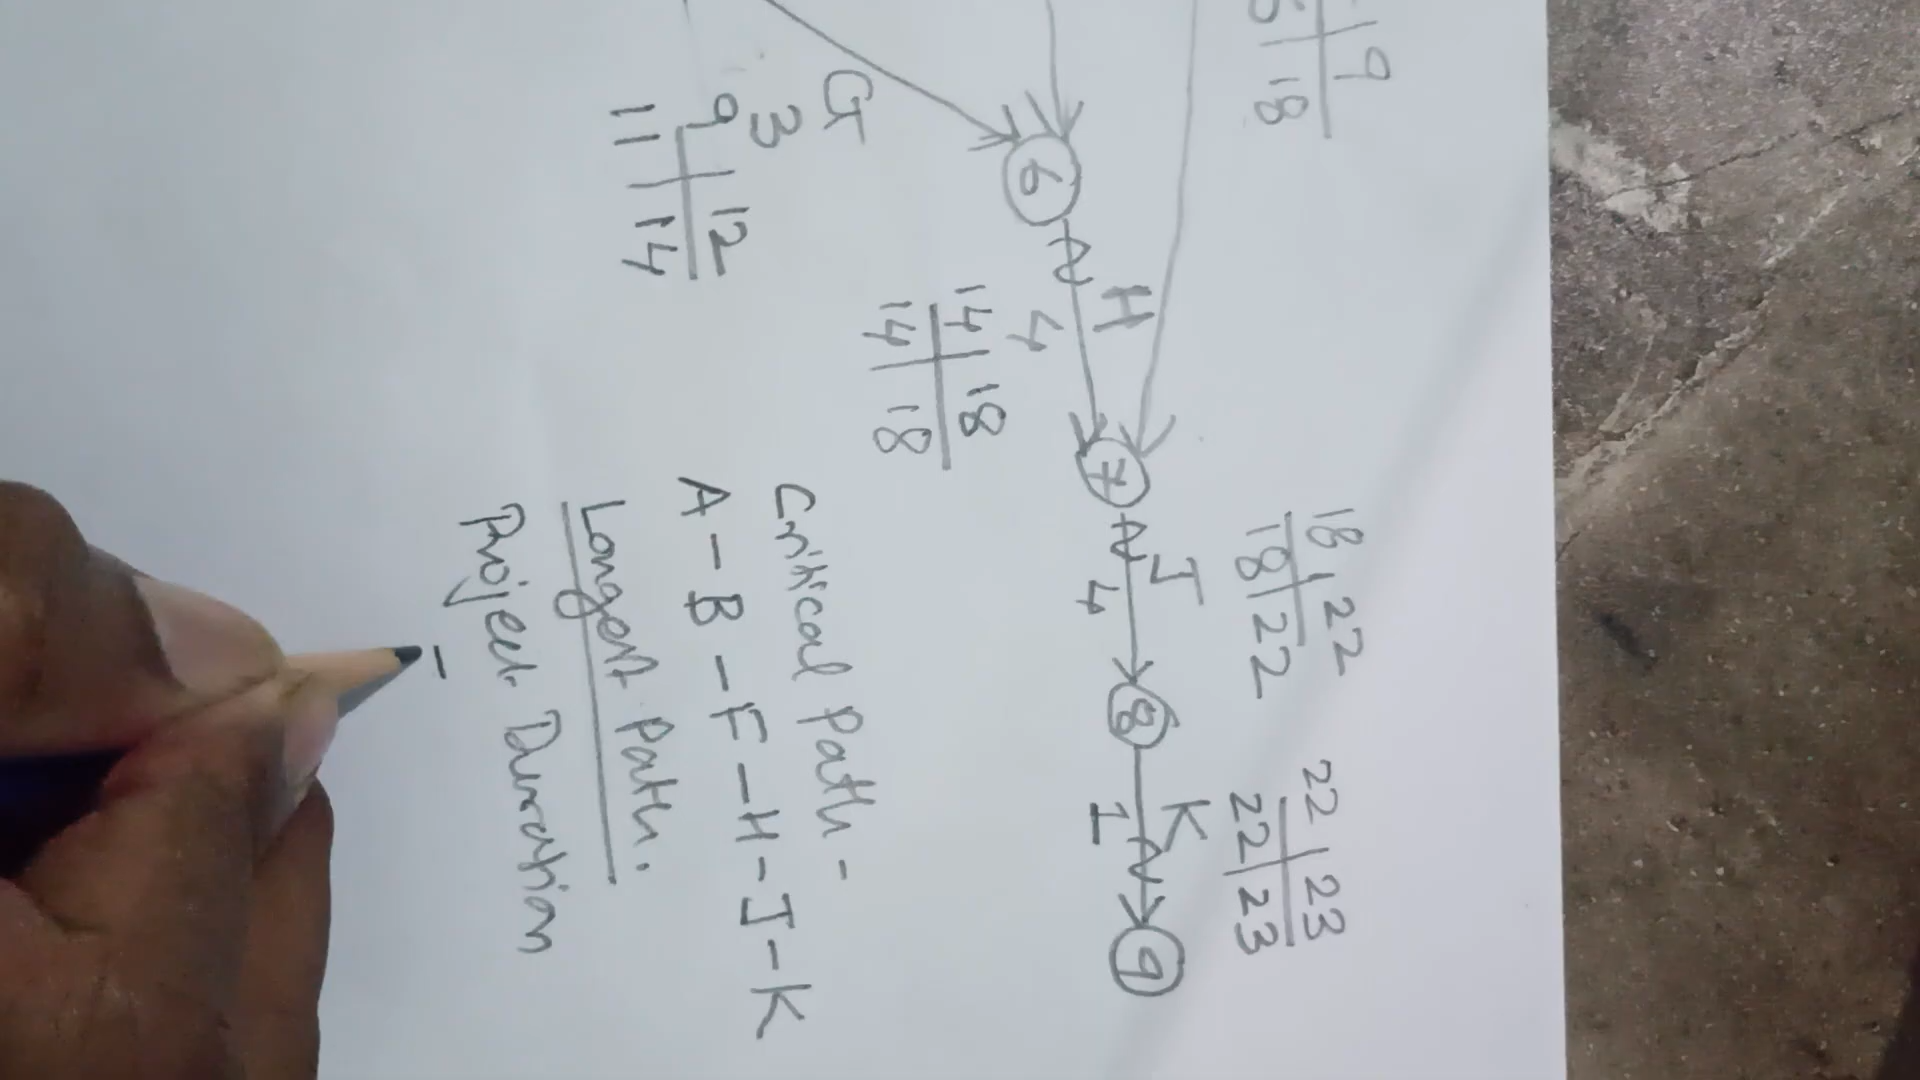 9
18
G
3
9 | 12
11 | 14
6
H
4
14 | 18
14 | 18
7
J
4
18 | 22
18 | 22
8
K
1
22 | 23
22 | 23
9
Critical Path -
A - B - F - H - J - K
Longest Path.
Project Duration
-